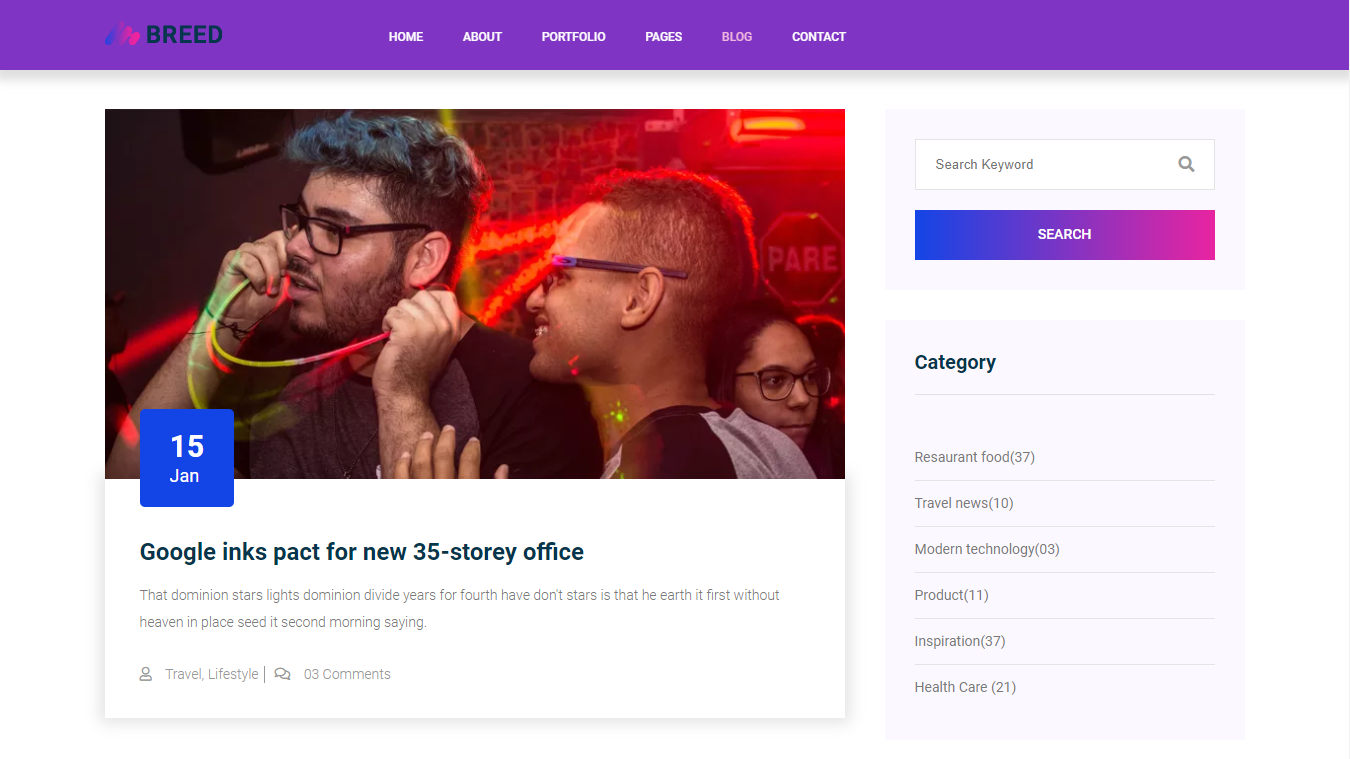 BREED
HOME ABOUT PORTFOLIO PAGES BLOG CONTACT
PARE
15
Jan
Google inks pact for new 35-storey office
That dominion stars lights dominion divide years for fourth have don't stars is that he earth it first without
heaven in place seed it second morning saying.
Travel, Lifestyle | 03 Comments
Search Keyword
SEARCH
Category
Resaurant food(37)
Travel news(10)
Modern technology(03)
Product(11)
Inspiration(37)
Health Care (21)